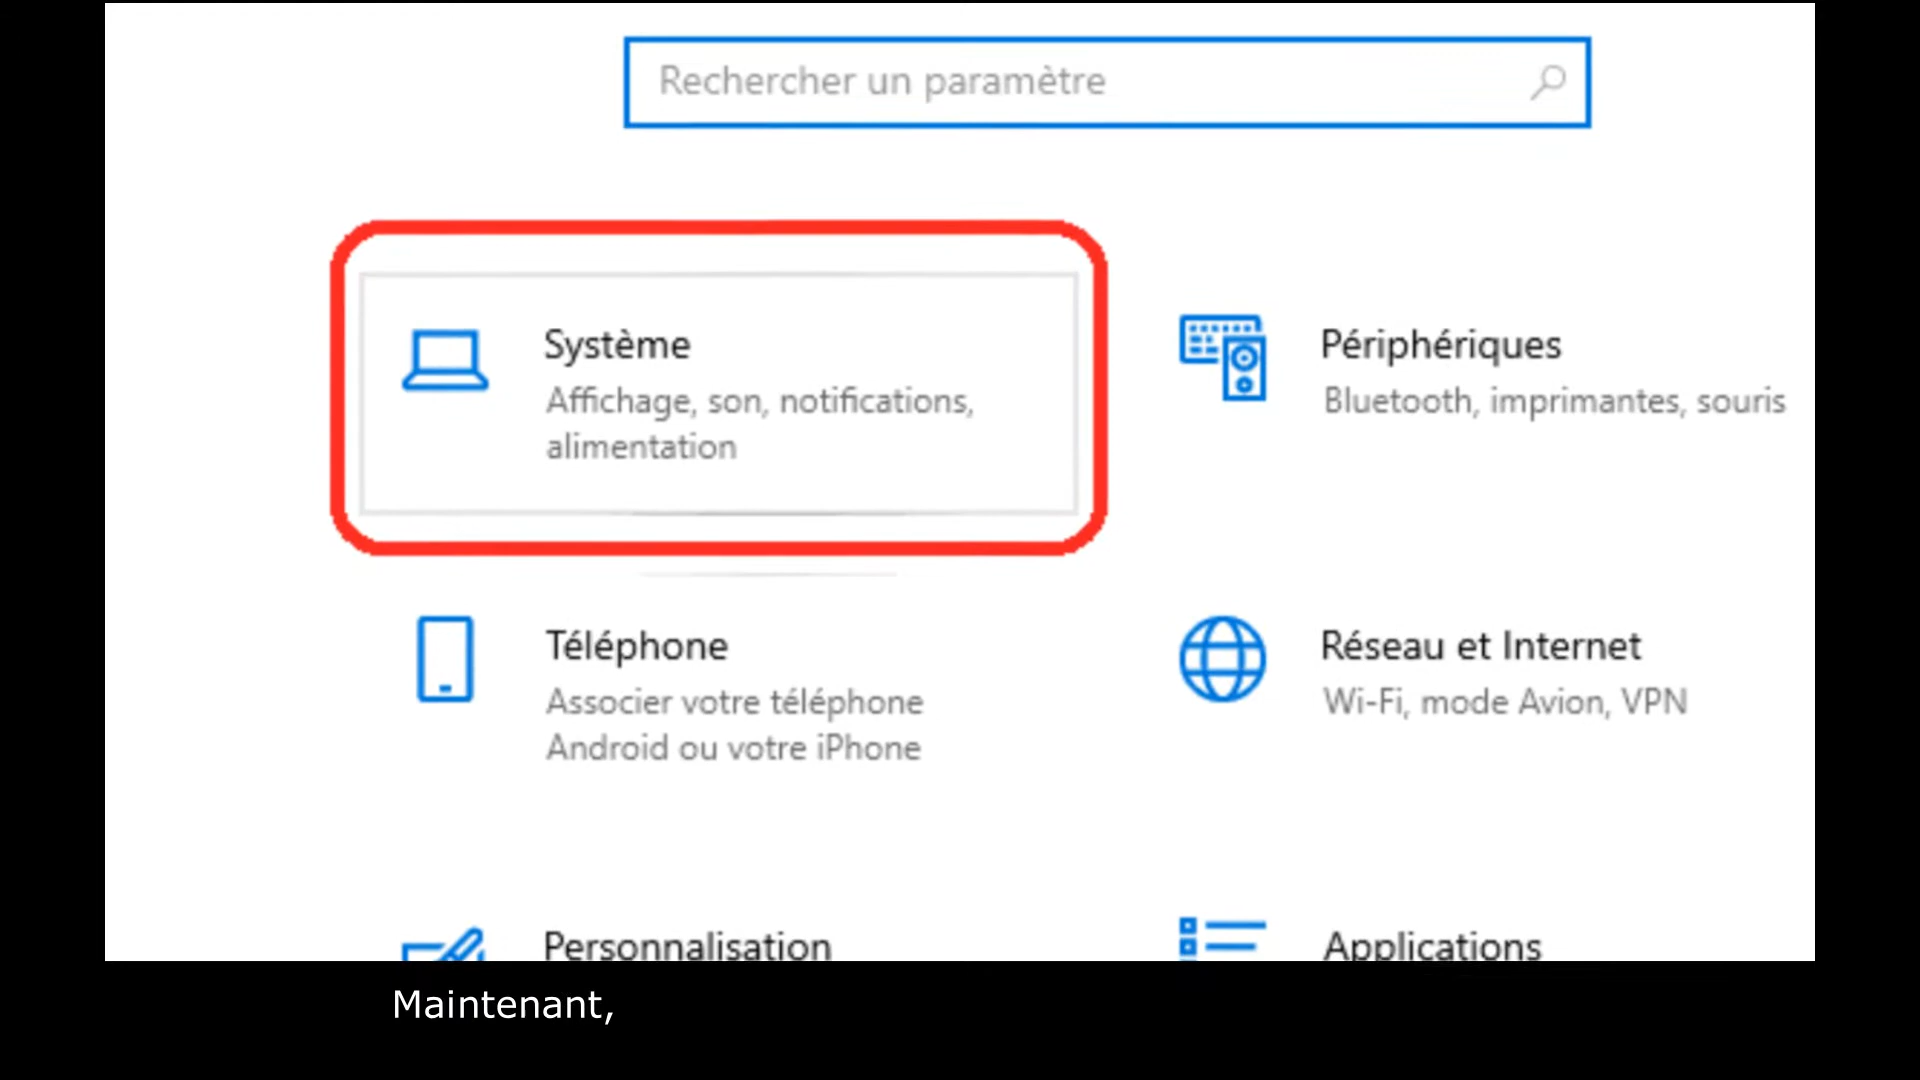 Rechercher un paramètre
Système
Affichage, son, notifications,
alimentation
Périphériques
Bluetooth, imprimantes, souris
Téléphone
Associer votre téléphone
Android ou votre iPhone
Réseau et Internet
Wi-Fi, mode Avion, VPN
Personnalisation
Applications
Maintenant,